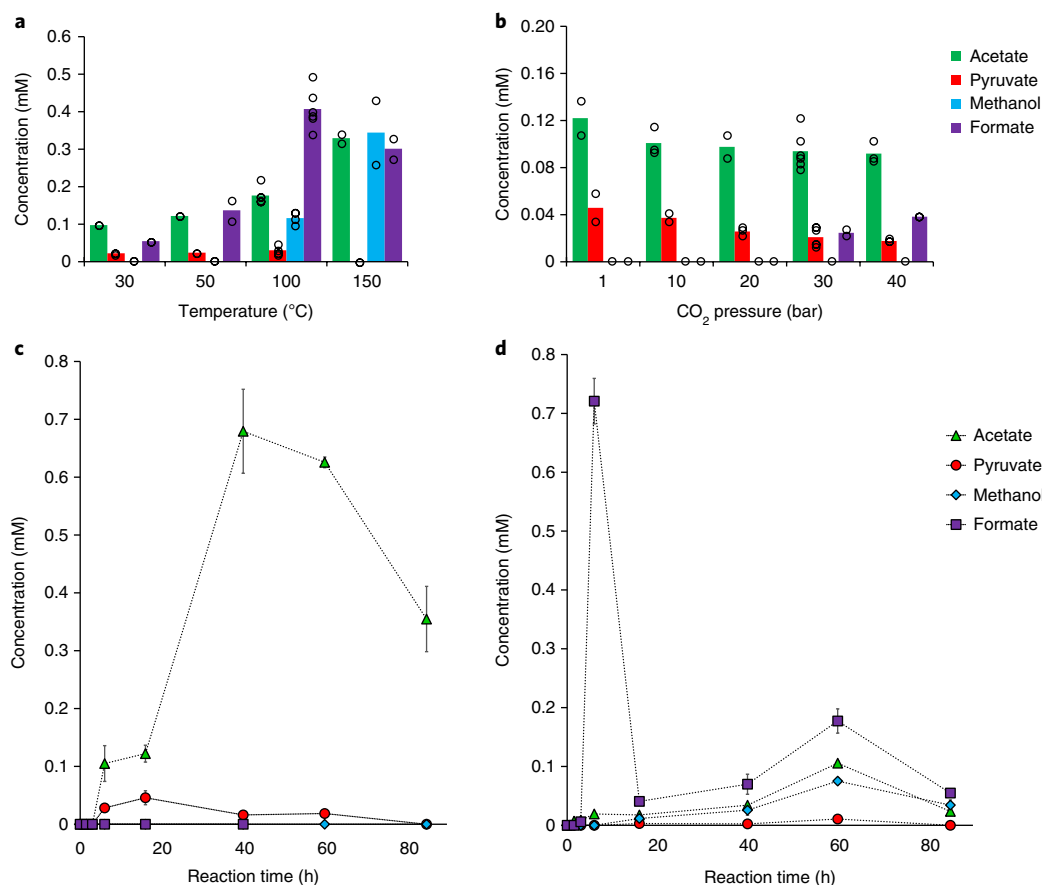 a
Concentration (mM)
0.6
0.5
0.4
0.3
0.2
0.1
0
30 50 100 150
Temperature (°C)
b
Concentration (mM)
0.20
0.16
0.12
0.08
0.04
0
1 10 20 30 40
CO2 pressure (bar)
Acetate
Pyruvate
Methanol
Formate
c
Concentration (mM)
0.8
0.7
0.6
0.5
0.4
0.3
0.2
0.1
0
0 20 40 60 80
Reaction time (h)
d
Concentration (mM)
0.8
0.7
0.6
0.5
0.4
0.3
0.2
0.1
0
0 20 40 60 80
Reaction time (h)
Acetate
Pyruvate
Methanol
Formate